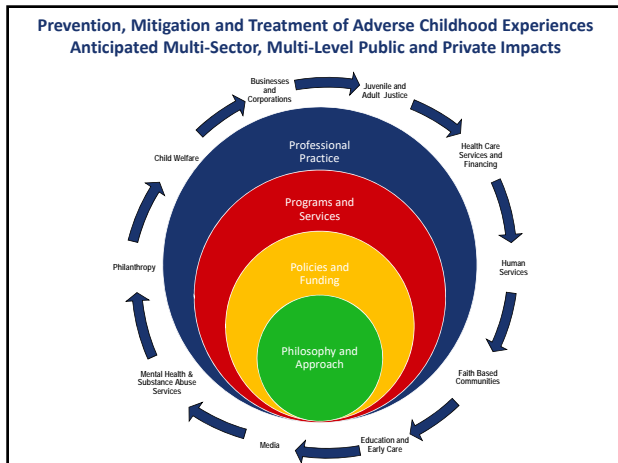 Prevention, Mitigation and Treatment of Adverse Childhood Experiences
Anticipated Multi-Sector, Multi-Level Public and Private Impacts
Businesses
and
Corporations
Juvenile and
Adult Justice
Health Care
Services and
Financing
Human
Services
Faith Based
Communities
Education and
Early Care
Media
Mental Health &
Substance Abuse
Services
Philanthropy
Child Welfare
Professional
Practice
Programs and
Services
Policies and
Funding
Philosophy and
Approach